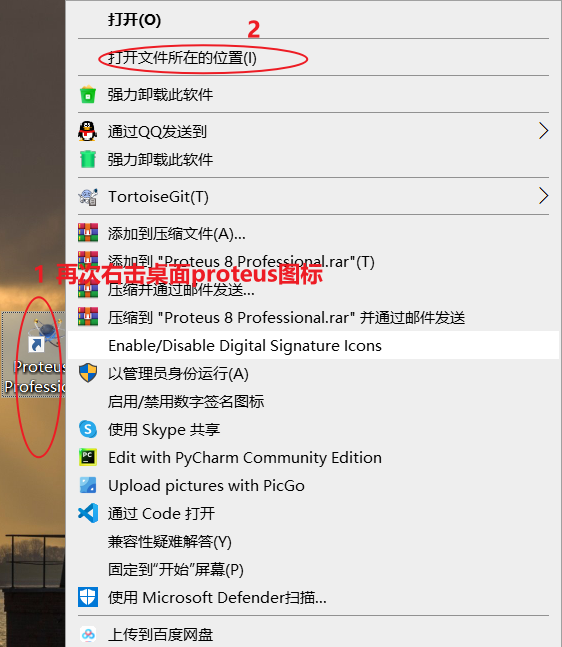 打开(O)
2
打开文件所在的位置(I)
强力卸载此软件
通过QQ发送到
强力卸载此软件
TortoiseGit(T)
添加到压缩文件(A)...
添加到 "Proteus 8 Professional.rar"(T)
1 再次右击桌面proteus图标
压缩并通过邮件发送...
压缩到 "Proteus 8 Professional.rar" 并通过邮件发送
Enable/Disable Digital Signature Icons
Proteus
Professio
以管理员身份运行(A)
启用/禁用数字签名图标
使用 Skype 共享
Edit with PyCharm Community Edition
Upload pictures with PicGo
通过 Code 打开
兼容性疑难解答(Y)
固定到"开始"屏幕(P)
使用 Microsoft Defender扫描...
上传到百度网盘